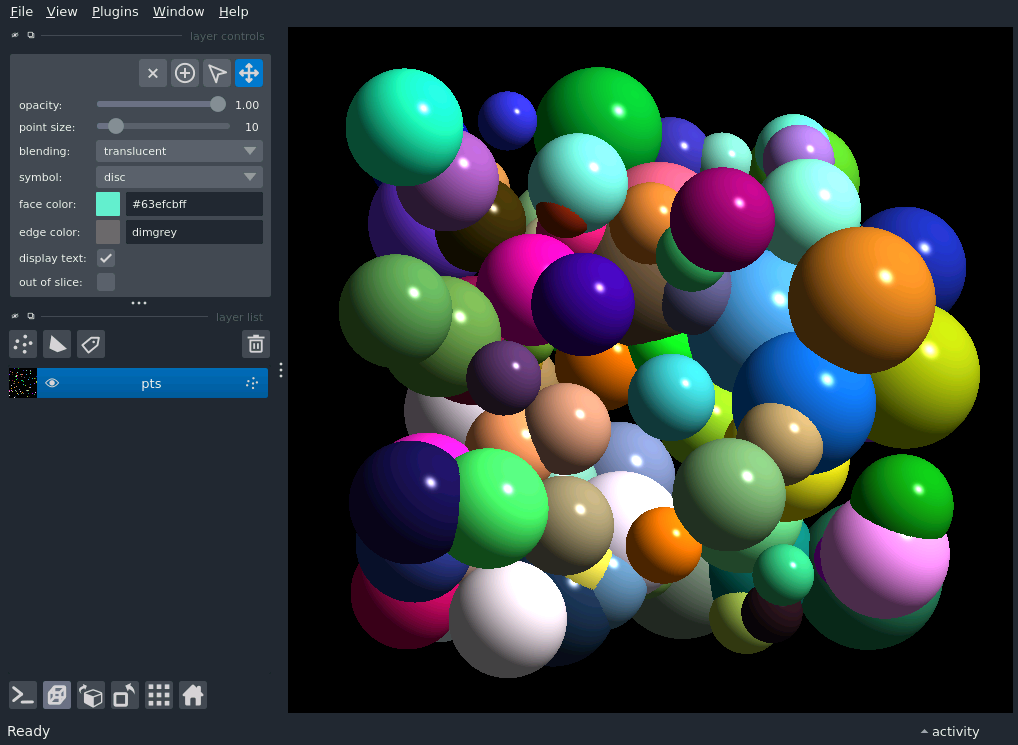 File View Plugins Window Help
layer controls
opacity: 1.00
point size: 10
blending: translucent
symbol: disc
face color: #63efcbff
edge color: dimgrey
display text:
out of slice:
layer list
pts
Ready
activity